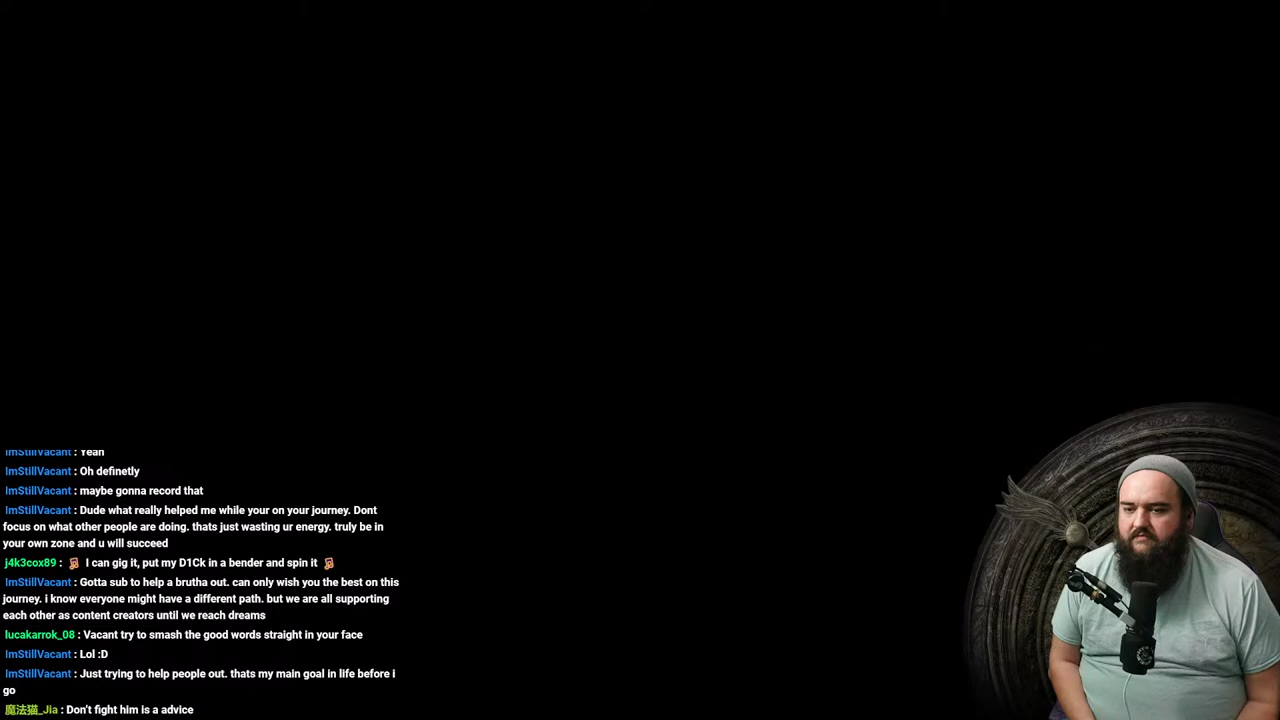 ImStillVacant : Yeah
ImStillVacant : Oh definetly
ImStillVacant : maybe gonna record that
ImStillVacant : Dude what really helped me while your on your journey. Dont
focus on what other people are doing. thats just wasting ur energy. truly be in
your own zone and u will succeed
j4k3cox89 : I can gig it, put my D1Ck in a bender and spin it
ImStillVacant : Gotta sub to help a brutha out. can only wish you the best on this
journey. i know everyone might have a different path. but we are all supporting
each other as content creators until we reach dreams
lucakarrok_08 : Vacant try to smash the good words straight in your face
ImStillVacant : Lol :D
ImStillVacant : Just trying to help people out. thats my main goal in life before I
go
魔法猫_Jia : Don't fight him is a advice